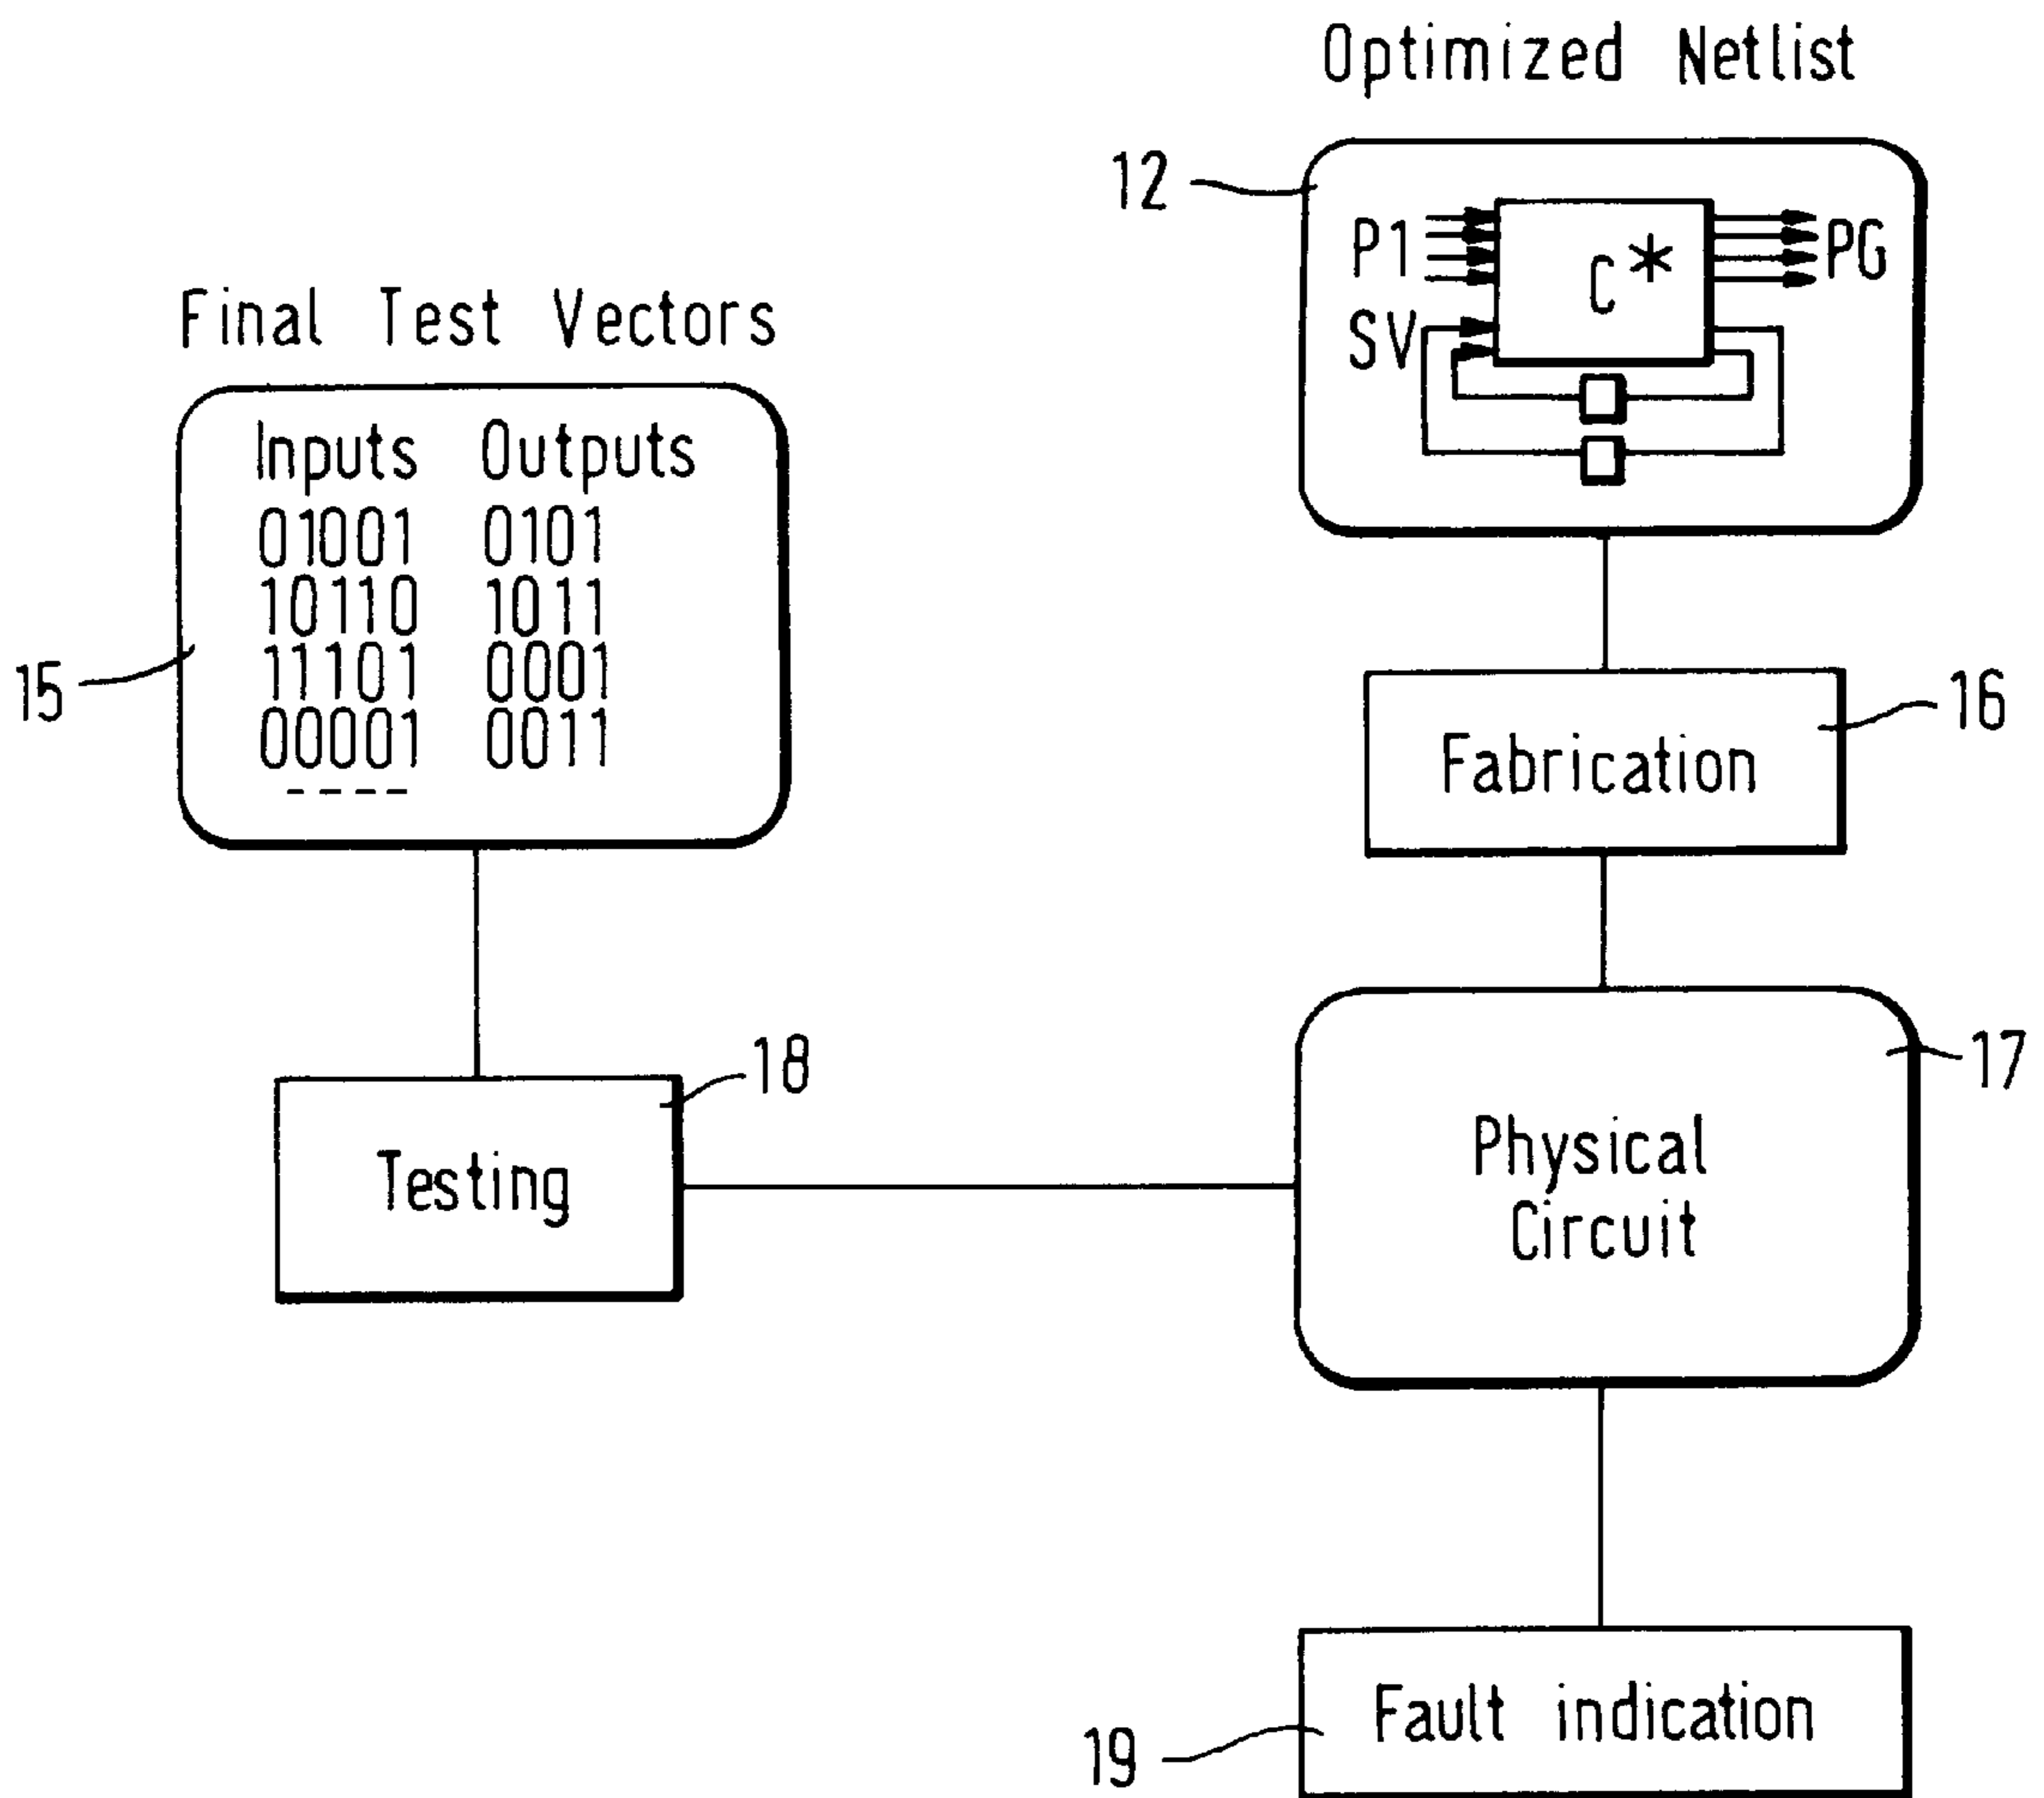 Optimized Netlist
12
P1
C*
PG
SV
Final Test Vectors
Inputs Outputs
01001 0101
10110 1011
11101 0001
00001 0011
----
15
16
Fabrication
18
17
Testing
Physical
Circuit
Fault indication
19